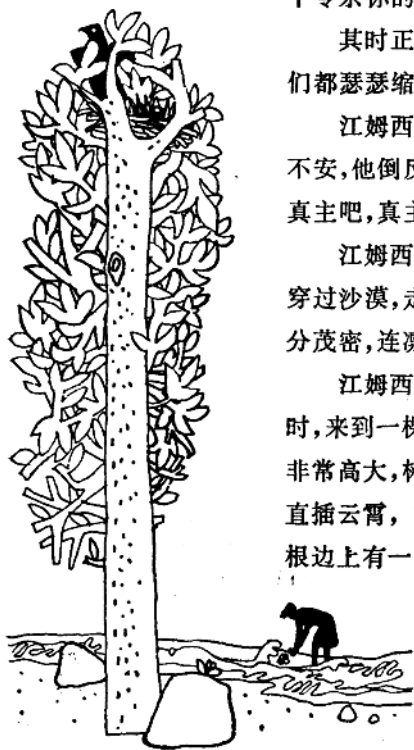 其时正
们都瑟瑟缩
江姆西
不安,他倒反
真主吧,真主
江姆西
穿过沙漠,走
分茂密,连凛
江姆西
时,来到一棵
非常高大,树
直插云霄,
根边上有一